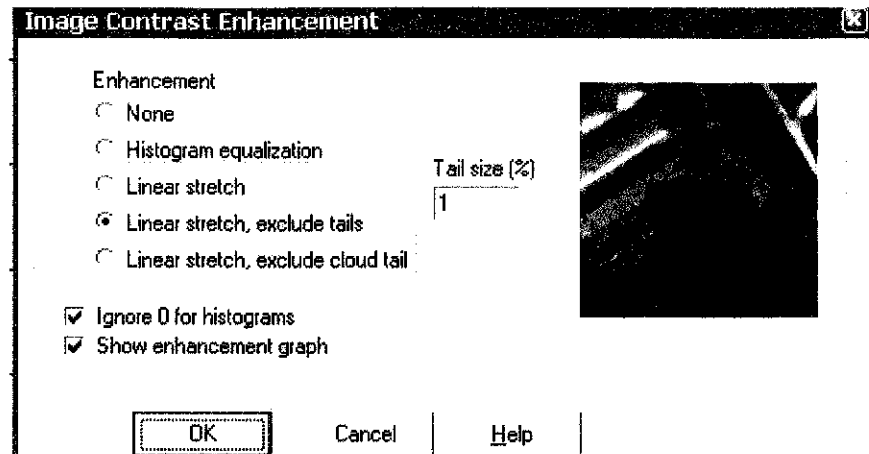 Image Contrast Enhancement
Enhancement
None
Histogram equalization
Linear stretch
Linear stretch, exclude tails
Linear stretch, exclude cloud tail
Tail size (%)
1
Ignore 0 for histograms
Show enhancement graph
OK
Cancel
Help